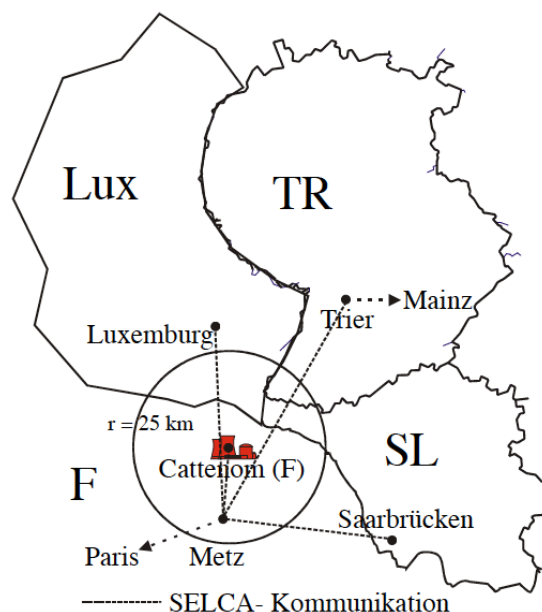 Lux
TR
Mainz
Trier
Luxemburg
r = 25 km
SL
Cattenom (F)
F
Saarbrücken
Paris
Metz
SELCA- Kommunikation